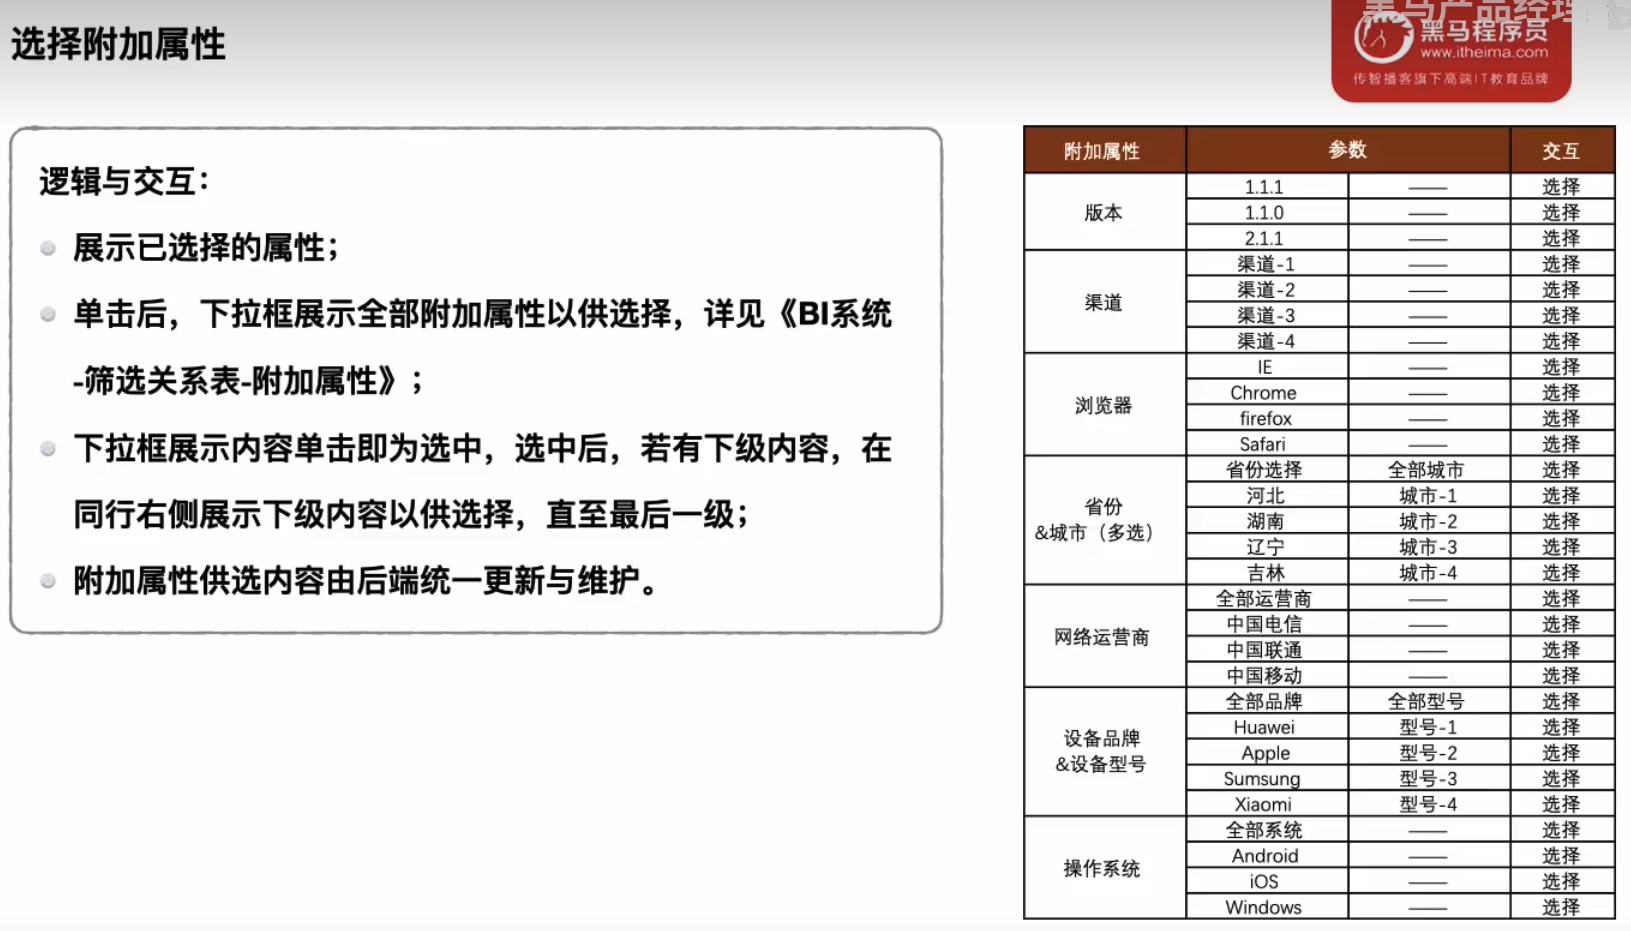 选择附加属性
黑马产品经理
黑马程序员
www.itheima.com
传智播客旗下高端IT教育品牌
逻辑与交互：
展示已选择的属性；
单击后，下拉框展示全部附加属性以供选择，详见《BI系统
-筛选关系表-附加属性》；
下拉框展示内容单击即为选中，选中后，若有下级内容，在
同行右侧展示下级内容以供选择，直至最后一级；
附加属性供选内容由后端统一更新与维护。
附加属性 参数 交互
版本
1.1.1 —— 选择
1.1.0 —— 选择
2.1.1 —— 选择
渠道
渠道-1 —— 选择
渠道-2 —— 选择
渠道-3 —— 选择
渠道-4 —— 选择
浏览器
IE —— 选择
Chrome —— 选择
firefox —— 选择
Safari —— 选择
省份
&城市（多选）
省份选择 全部城市 选择
河北 城市-1 选择
湖南 城市-2 选择
辽宁 城市-3 选择
吉林 城市-4 选择
网络运营商
全部运营商 —— 选择
中国电信 —— 选择
中国联通 —— 选择
中国移动 —— 选择
设备品牌
&设备型号
全部品牌 全部型号 选择
Huawei 型号-1 选择
Apple 型号-2 选择
Sumsung 型号-3 选择
Xiaomi 型号-4 选择
操作系统
全部系统 —— 选择
Android —— 选择
iOS —— 选择
Windows —— 选择